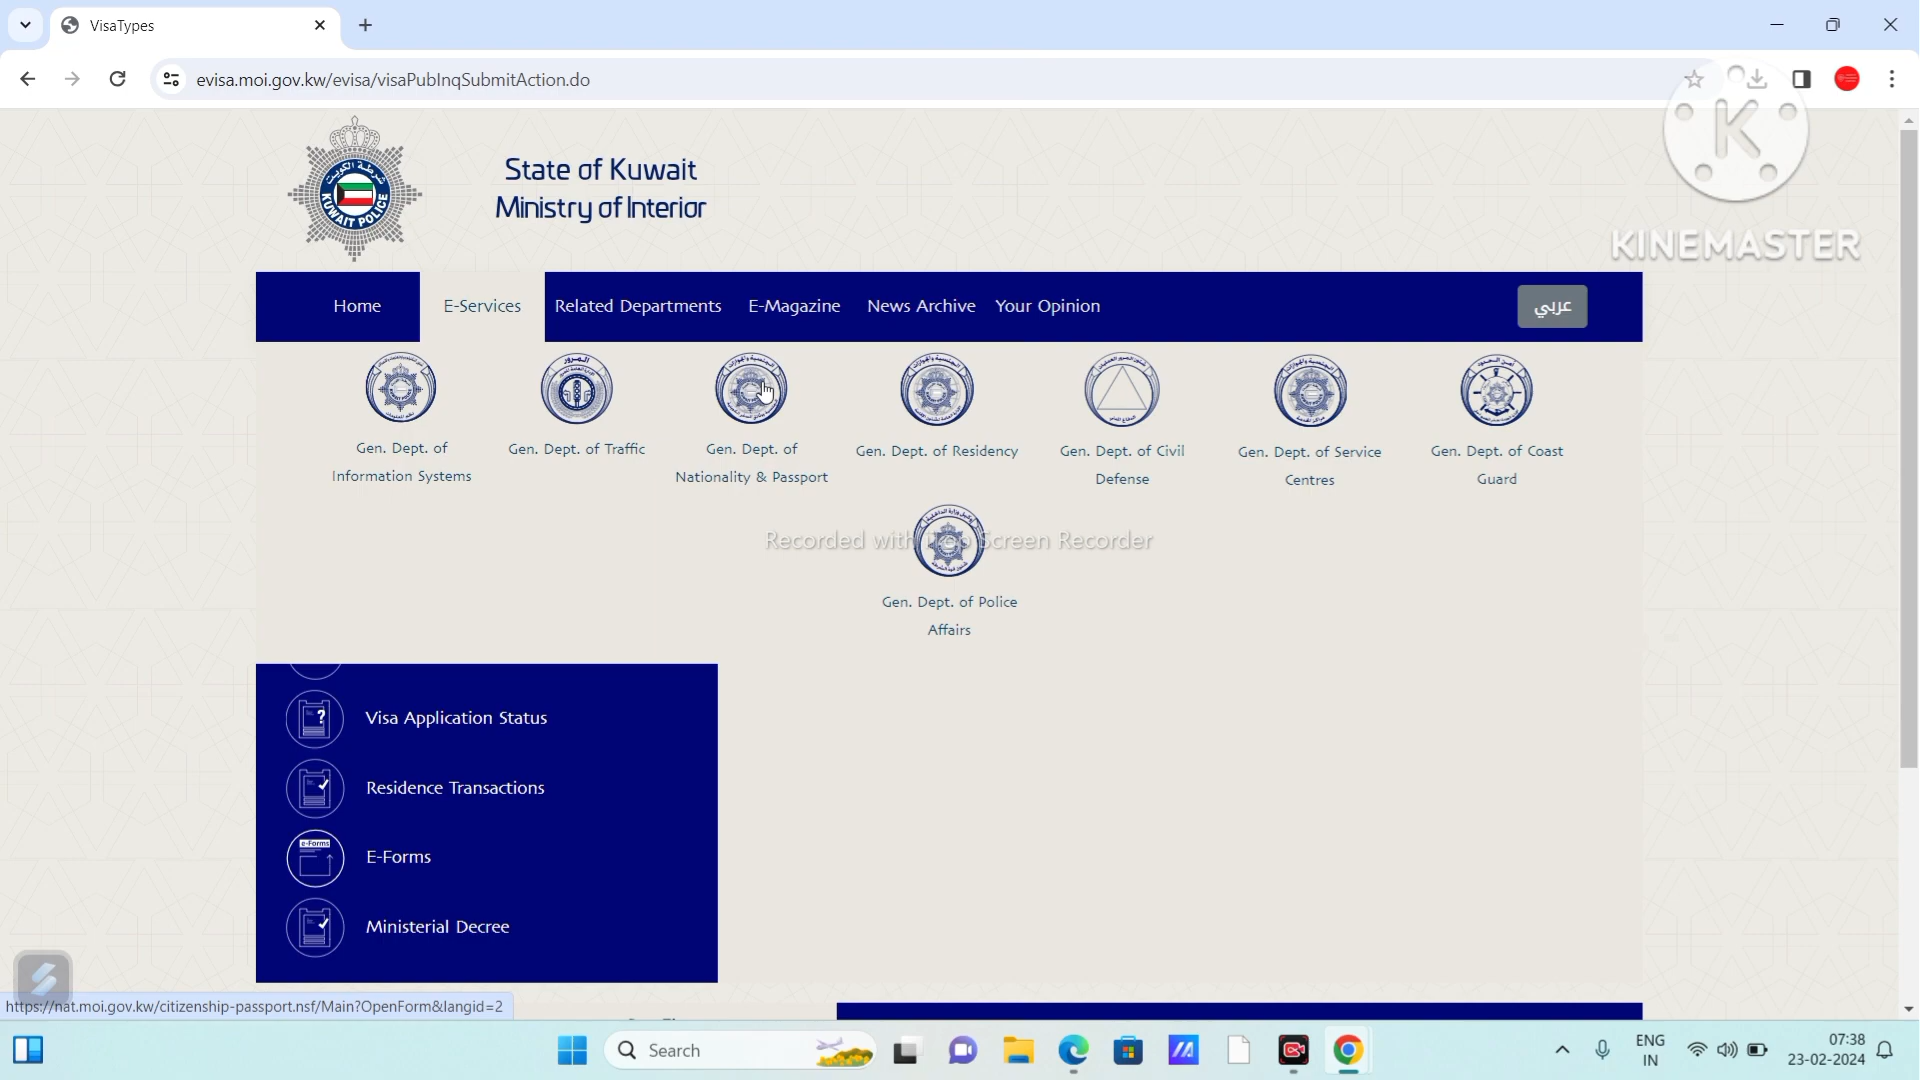 VisaTypes
evisa.moi.gov.kw/evisa/visaPubInqSubmitAction.do
KUWAIT POLICE
State of Kuwait
Ministry of Interior
K
KINEMASTER
Home
E-Services
Related Departments
E-Magazine
News Archive
Your Opinion
عربي
Gen. Dept. of
Information Systems
Gen. Dept. of Traffic
Gen. Dept. of
Nationality & Passport
Gen. Dept. of Residency
Gen. Dept. of Civil
Defense
Gen. Dept. of Service
Centres
Gen. Dept. of Coast
Guard
Recorded with Screen Recorder
Gen. Dept. of Police
Affairs
Visa Application Status
Residence Transactions
e-Forms
E-Forms
Ministerial Decree
https://nat.moi.gov.kw/citizenship-passport.nsf/Main?OpenForm&langid=2
Search
ENG
IN
07:38
23-02-2024